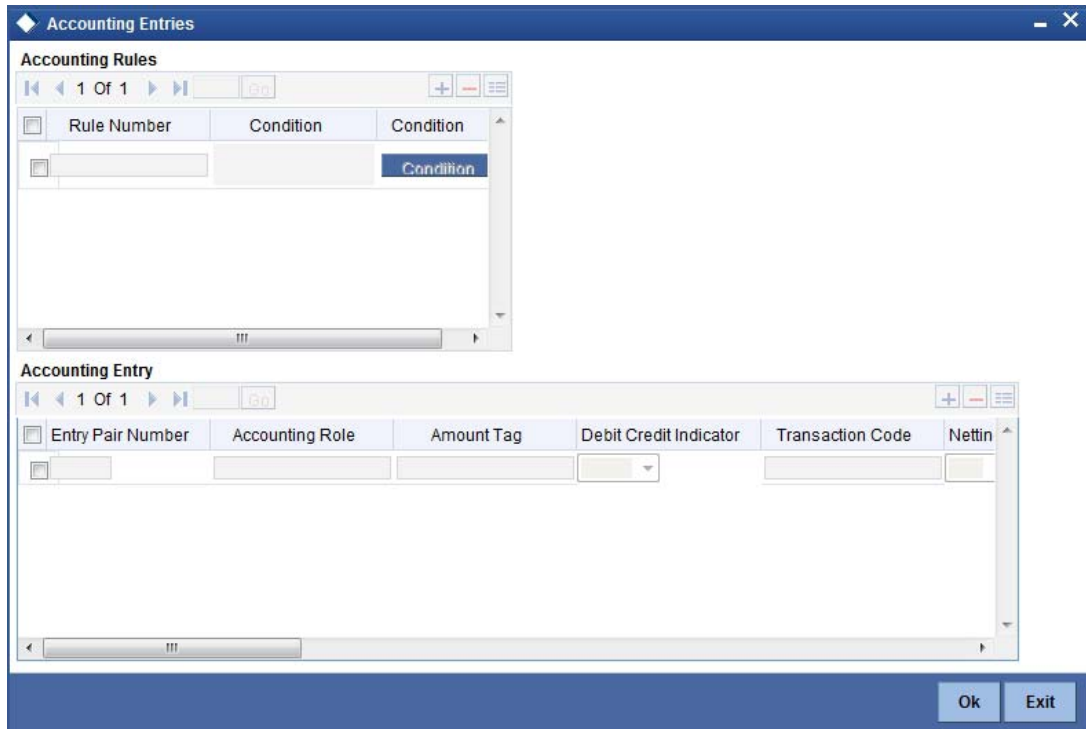 Accounting Entries
Accounting Rules
1 Of 1 Go
Rule Number Condition Condition
Condition
Accounting Entry
1 Of 1 Go
Entry Pair Number Accounting Role Amount Tag Debit Credit Indicator Transaction Code Nettin
Ok Exit